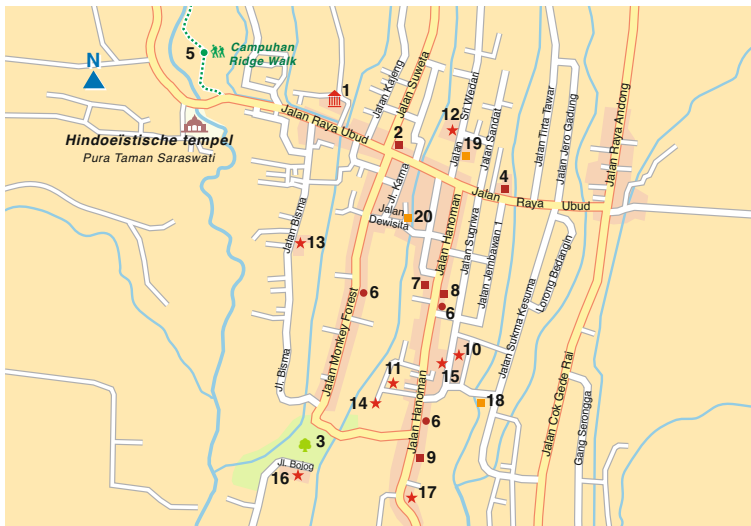 N
5
Campuhan
Ridge Walk
1
Hindoeïstische tempel
Pura Taman Saraswati
Jalan Raya Ubud
2
Jalan Kajeng
Jalan Suweta
12
Jalan Sri Wedari
19
Jalan Sandat
4
Jalan Tirta Tawar
Jalan Jero Gadung
Jalan Raya Andong
Jalan Raya Ubud
Jl. Karna
Jalan
Dewisita
20
Jalan Hanoman
Jalan Sugriwa
Jalan Jembawan 1
Jalan Bisma
13
6
7
8
6
Jalan Monkey Forest
Jalan Sukma Kesuma
Lorong Bedangin
Jl. Bisma
11
10
15
14
18
Jalan Cok Gede Rai
Gang Serongga
Jalan Hanoman
6
3
Jl. Bojog
16
9
17